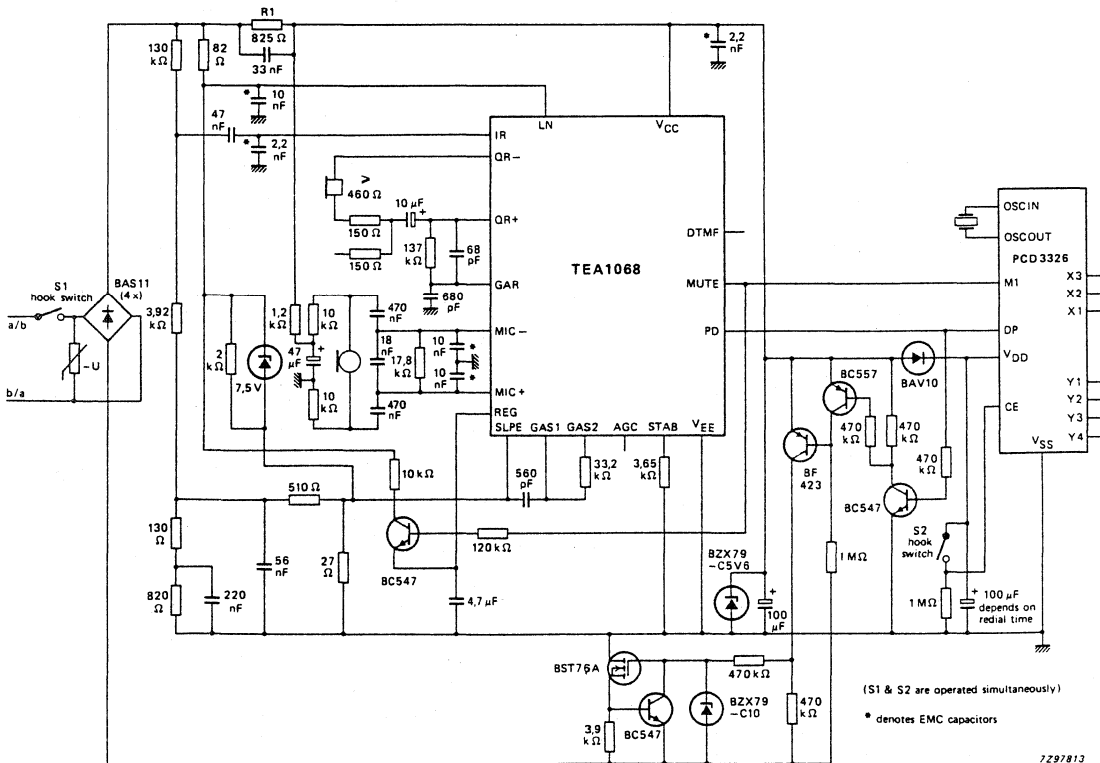 R1
825 Ω
33 nF
130 kΩ
82 Ω
* 2,2 nF
* 10 nF
47 nF
* 2,2 nF
LN
VCC
IR
QR−
460 Ω
>
10 µF
+
QR+
150 Ω
150 Ω
137 kΩ
68 pF
GAR
680 pF
TEA1068
DTMF
MUTE
PD
OSCIN
OSCOUT
PCD3326
M1
X3
X2
X1
DP
VDD
CE
Y1
Y2
Y3
Y4
VSS
S1
hook switch
BAS11
(4x)
a/b
b/a
−U
3,92 kΩ
2 kΩ
7,5 V
1,2 kΩ
10 kΩ
47 µF
+
10 kΩ
470 nF
18 nF
17,8 kΩ
470 nF
10 nF
*
10 nF
*
MIC−
MIC+
REG
SLPE
GAS1
GAS2
AGC
STAB
VEE
BC557
BAV10
470 kΩ
470 kΩ
470 kΩ
BF 423
BC547
S2
hook switch
510 Ω
10 kΩ
560 pF
33,2 kΩ
3,65 kΩ
130 Ω
820 Ω
220 nF
56 nF
27 Ω
BC547
120 kΩ
4,7 µF
BZX79
−C5V6
+
100 µF
1 MΩ
1 MΩ
+
100 µF
depends on
redial time
BST76A
470 kΩ
3,9 kΩ
BC547
BZX79
−C10
470 kΩ
(S1 & S2 are operated simultaneously)
* denotes EMC capacitors
7Z97813